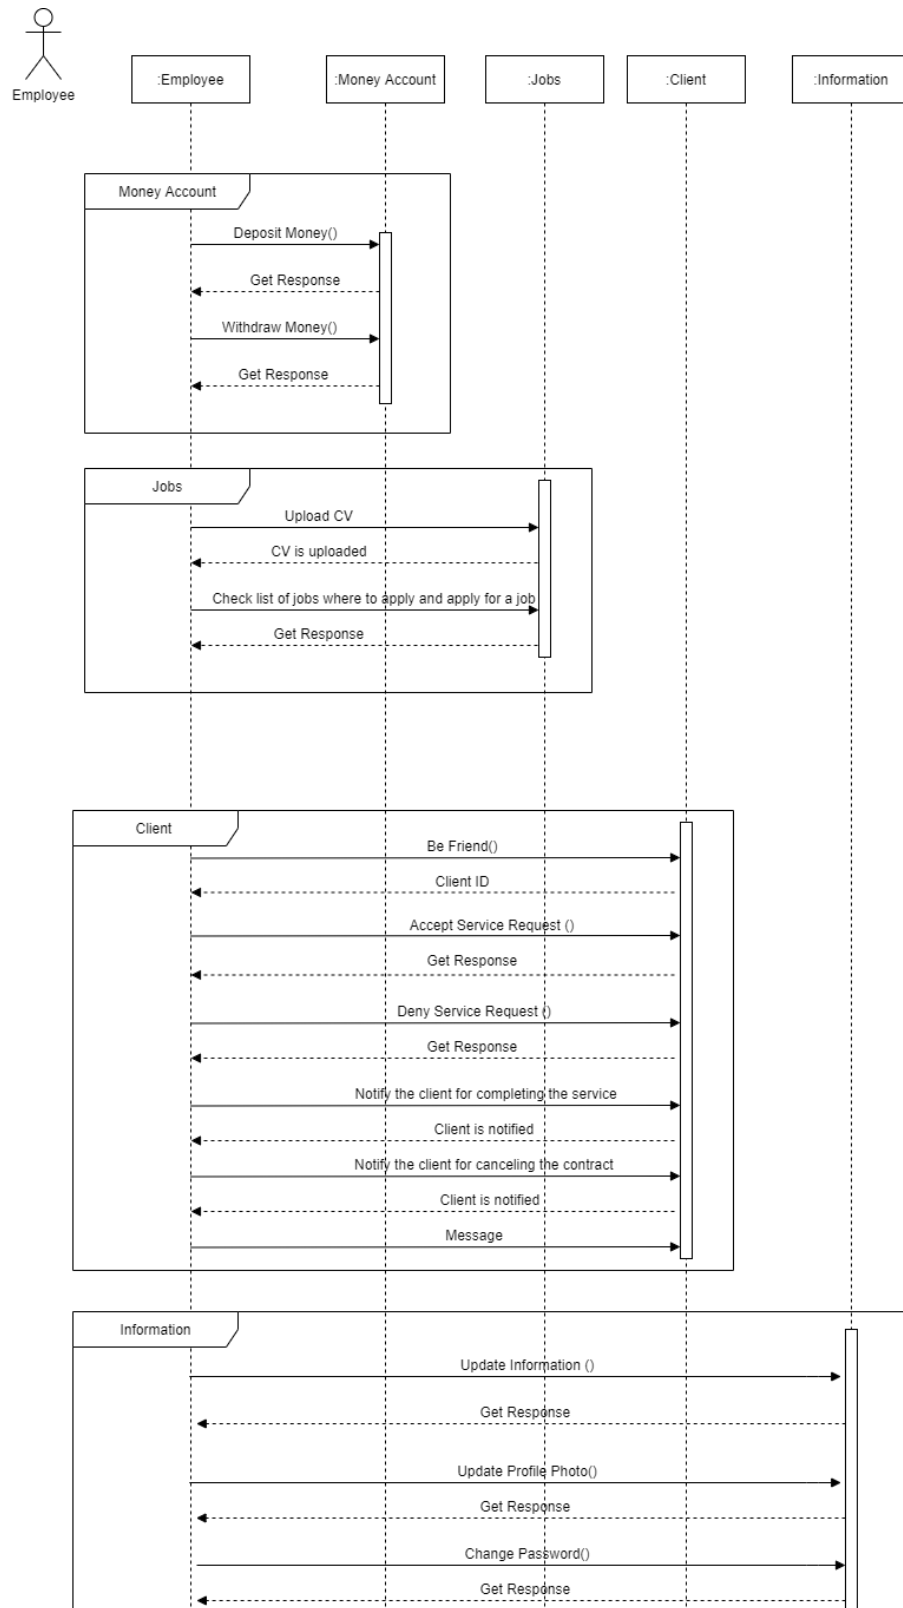 Employee
:Employee
:Money Account
:Jobs
:Client
:Information
Money Account
Deposit Money()
Get Response
Withdraw Money()
Get Response
Jobs
Upload CV
CV is uploaded
Check list of jobs where to apply and apply for a job
Get Response
Client
Be Friend()
Client ID
Accept Service Request ()
Get Response
Deny Service Request ()
Get Response
Notify the client for completing the service
Client is notified
Notify the client for canceling the contract
Client is notified
Message
Information
Update Information ()
Get Response
Update Profile Photo()
Get Response
Change Password()
Get Response